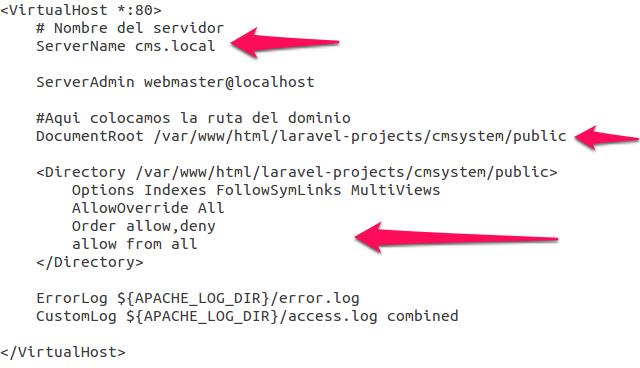 <VirtualHost *:80>
# Nombre del servidor
ServerName cms.local
ServerAdmin webmaster@localhost
#Aqui colocamos la ruta del dominio
DocumentRoot /var/www/html/laravel-projects/cmsystem/public
<Directory /var/www/html/laravel-projects/cmsystem/public>
Options Indexes FollowSymLinks MultiViews
AllowOverride All
Order allow,deny
allow from all
</Directory>
ErrorLog ${APACHE_LOG_DIR}/error.log
CustomLog ${APACHE_LOG_DIR}/access.log combined
</VirtualHost>